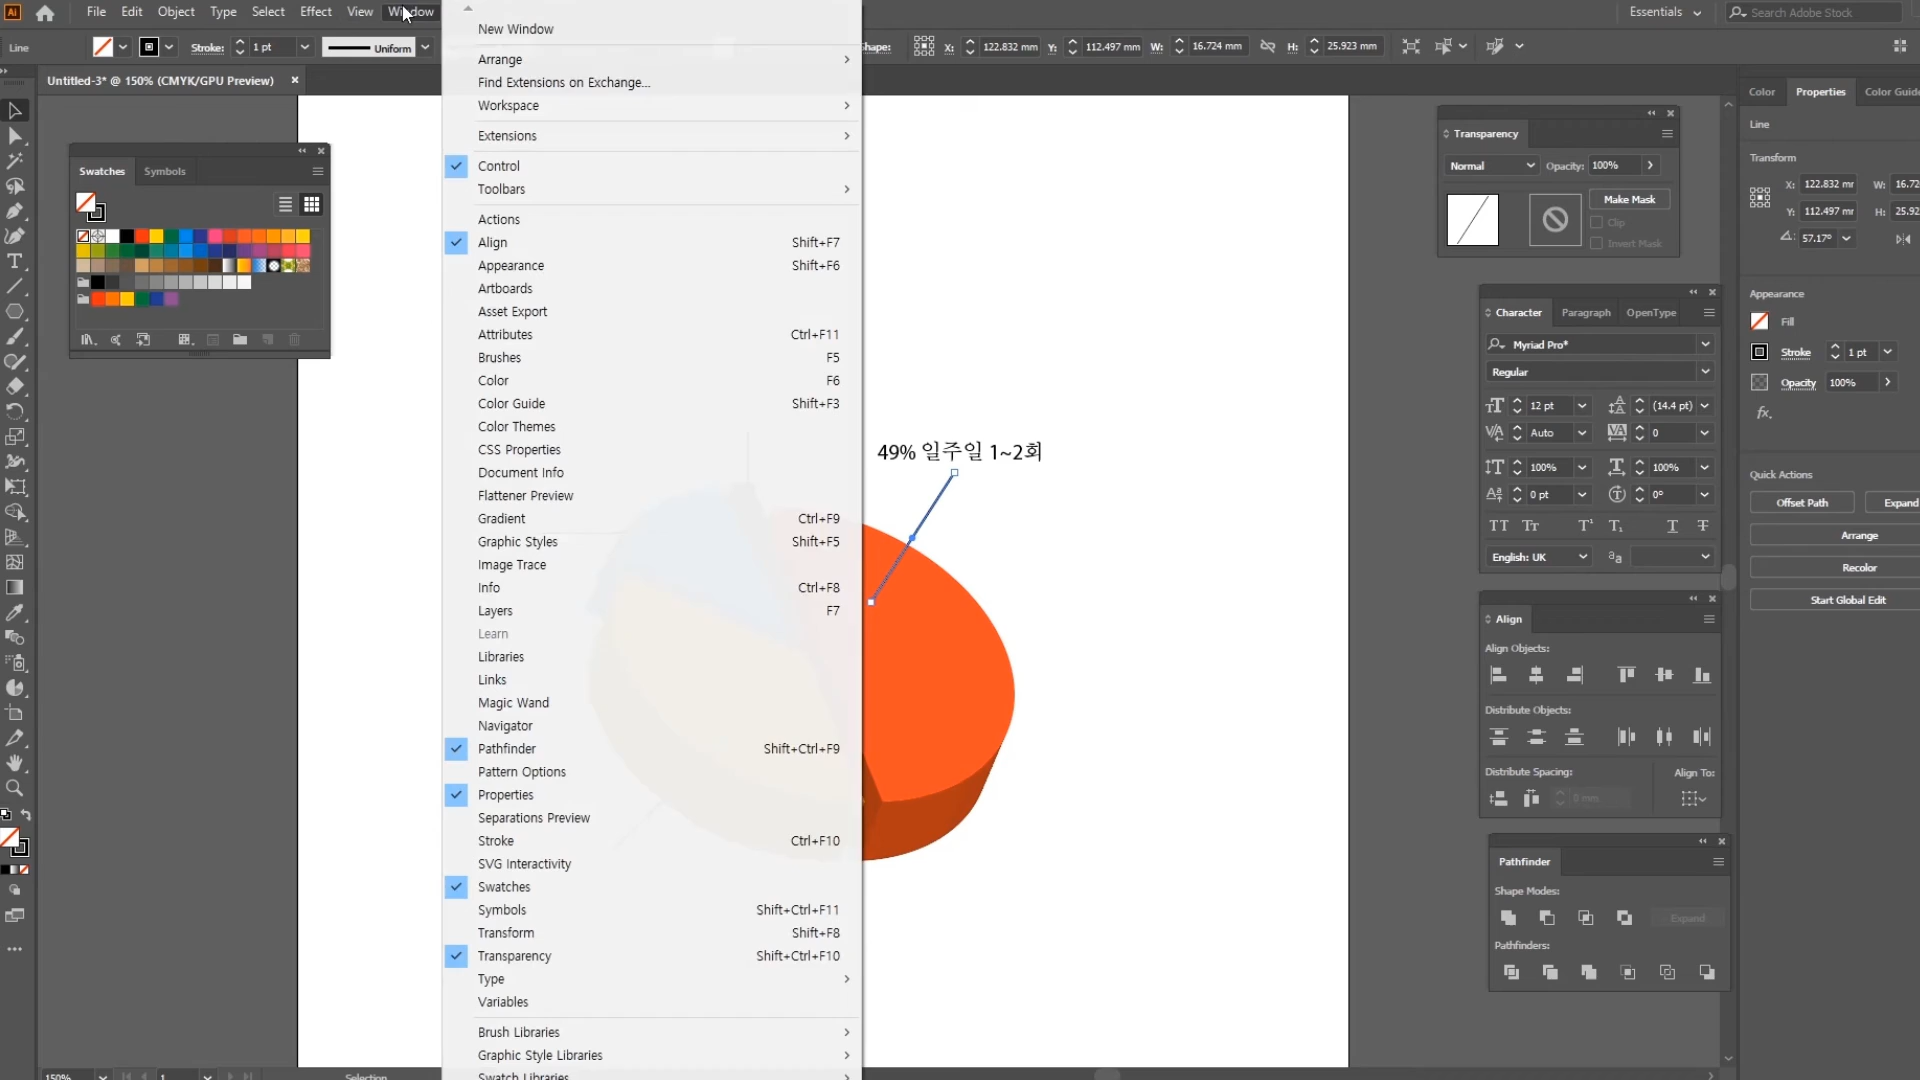 Ai File Edit Object Type Select Effect View Window Essentials Search Adobe Stock
Line Stroke: 1 pt Uniform Shape: X: 122.832 mm Y: 112.497 mm W: 16.724 mm H: 25.923 mm
Untitled-3* @ 150% (CMYK/GPU Preview)
Swatches Symbols
New Window
Arrange
Find Extensions on Exchange...
Workspace
Extensions
Control
Toolbars
Actions
Align Shift+F7
Appearance Shift+F6
Artboards
Asset Export
Attributes Ctrl+F11
Brushes F5
Color F6
Color Guide Shift+F3
Color Themes
CSS Properties
Document Info
Flattener Preview
Gradient Ctrl+F9
Graphic Styles Shift+F5
Image Trace
Info Ctrl+F8
Layers F7
Learn
Libraries
Links
Magic Wand
Navigator
Pathfinder Shift+Ctrl+F9
Pattern Options
Properties
Separations Preview
Stroke Ctrl+F10
SVG Interactivity
Swatches
Symbols Shift+Ctrl+F11
Transform Shift+F8
Transparency Shift+Ctrl+F10
Type
Variables
Brush Libraries
Graphic Style Libraries
Swatch Libraries
49% 일주일 1~2회
Transparency
Normal Opacity: 100%
Make Mask
Clip
Invert Mask
Character Paragraph OpenType
Myriad Pro*
Regular
12 pt (14.4 pt)
Auto 0
100% 100%
0 pt 0°
English: UK
Align
Align Objects:
Distribute Objects:
Distribute Spacing: Align To:
0 mm
Pathfinder
Shape Modes:
Expand
Pathfinders:
Color Properties Color Guide
Line
Transform
X: 122.832 mm W: 16.72
Y: 112.497 mm H: 25.92
57.17°
Appearance
Fill
Stroke 1 pt
Opacity 100%
fx.
Quick Actions
Offset Path Expand
Arrange
Recolor
Start Global Edit
150% 1 Selection